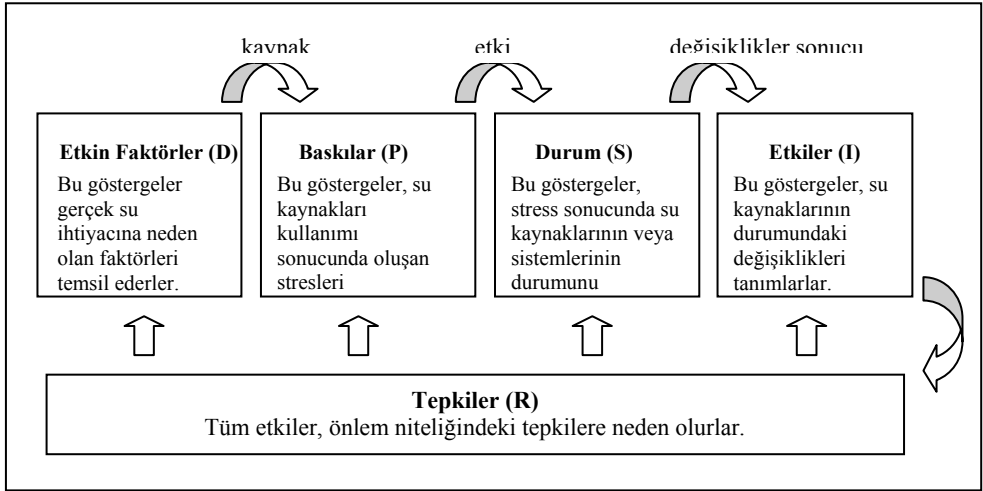 kaynak
etki
değişiklikler sonucu
Etkin Faktörler (D)
Bu göstergeler
gerçek su
ihtiyacına neden
olan faktörleri
temsil ederler.
Baskılar (P)
Bu göstergeler, su
kaynakları
kullanımı
sonucunda oluşan
stresleri
Durum (S)
Bu göstergeler,
stress sonucunda su
kaynaklarının veya
sistemlerinin
durumunu
Etkiler (I)
Bu göstergeler, su
kaynaklarının
durumundaki
değişiklikleri
tanımlarlar.
Tepkiler (R)
Tüm etkiler, önlem niteliğindeki tepkilere neden olurlar.